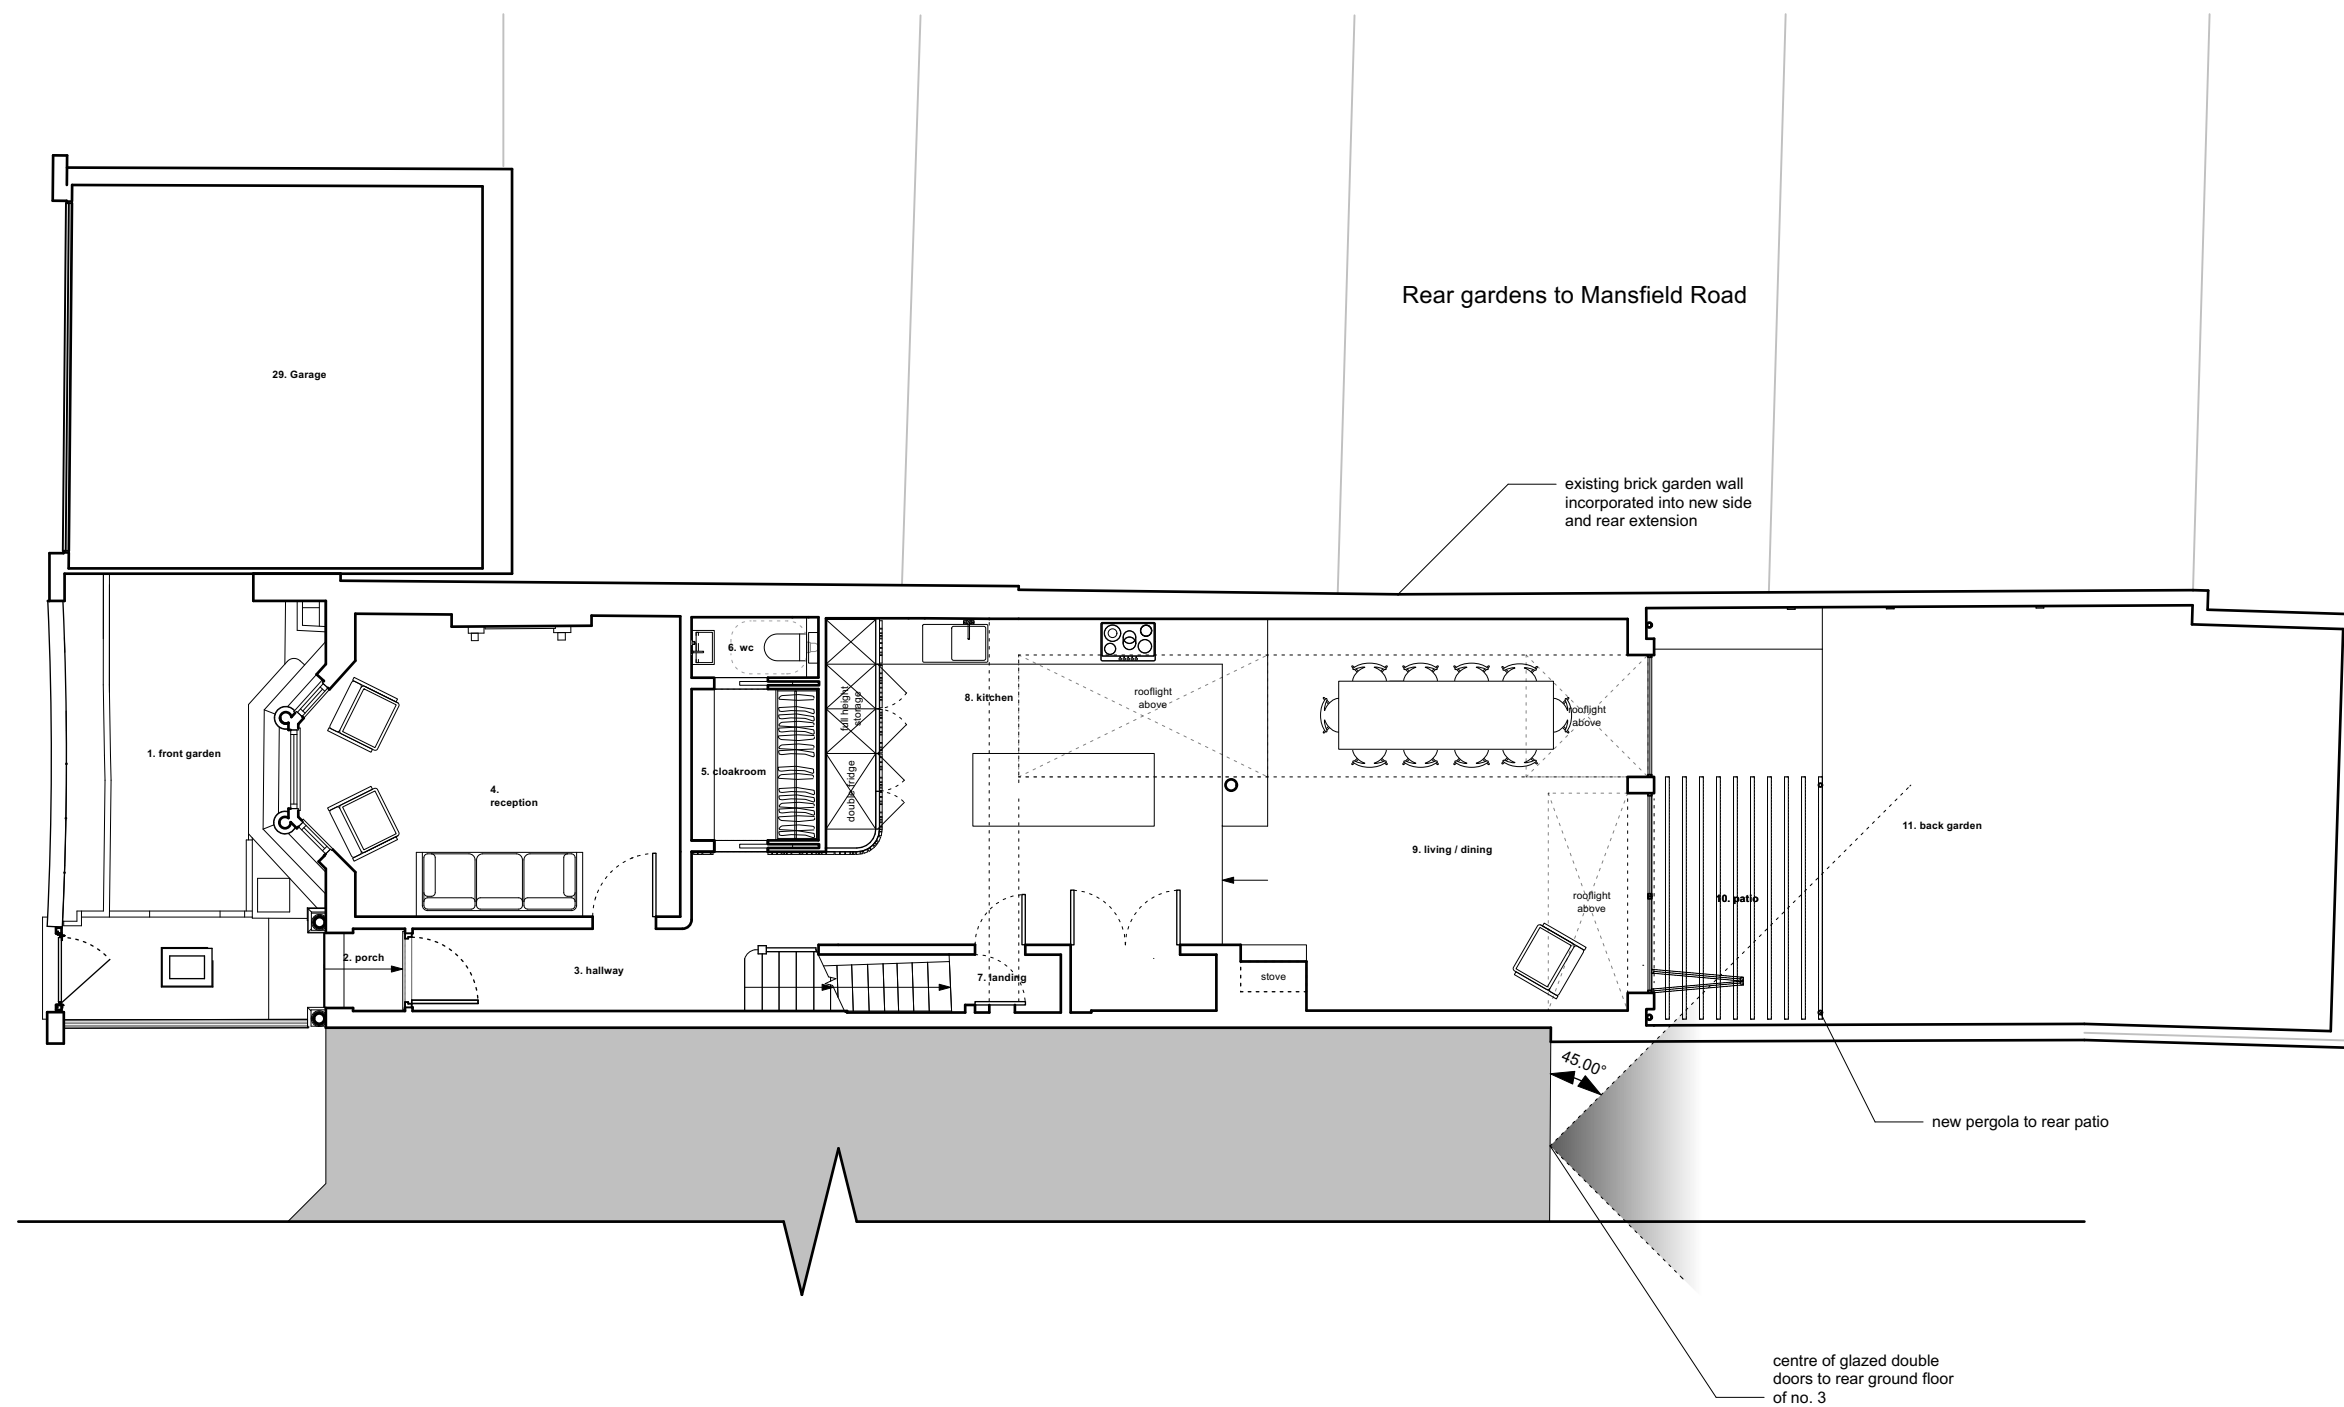 Rear gardens to Mansfield Road
29. Garage
existing brick garden wall
incorporated into new side
and rear extension
6. wc
full height
storage
8. kitchen
rooflight
above
rooflight
above
1. front garden
5. cloakroom
double fridge
4.
reception
9. living / dining
11. back garden
rooflight
above
10. patio
2. porch
3. hallway
7. landing
stove
45.00°
new pergola to rear patio
centre of glazed double
doors to rear ground floor
of no. 3